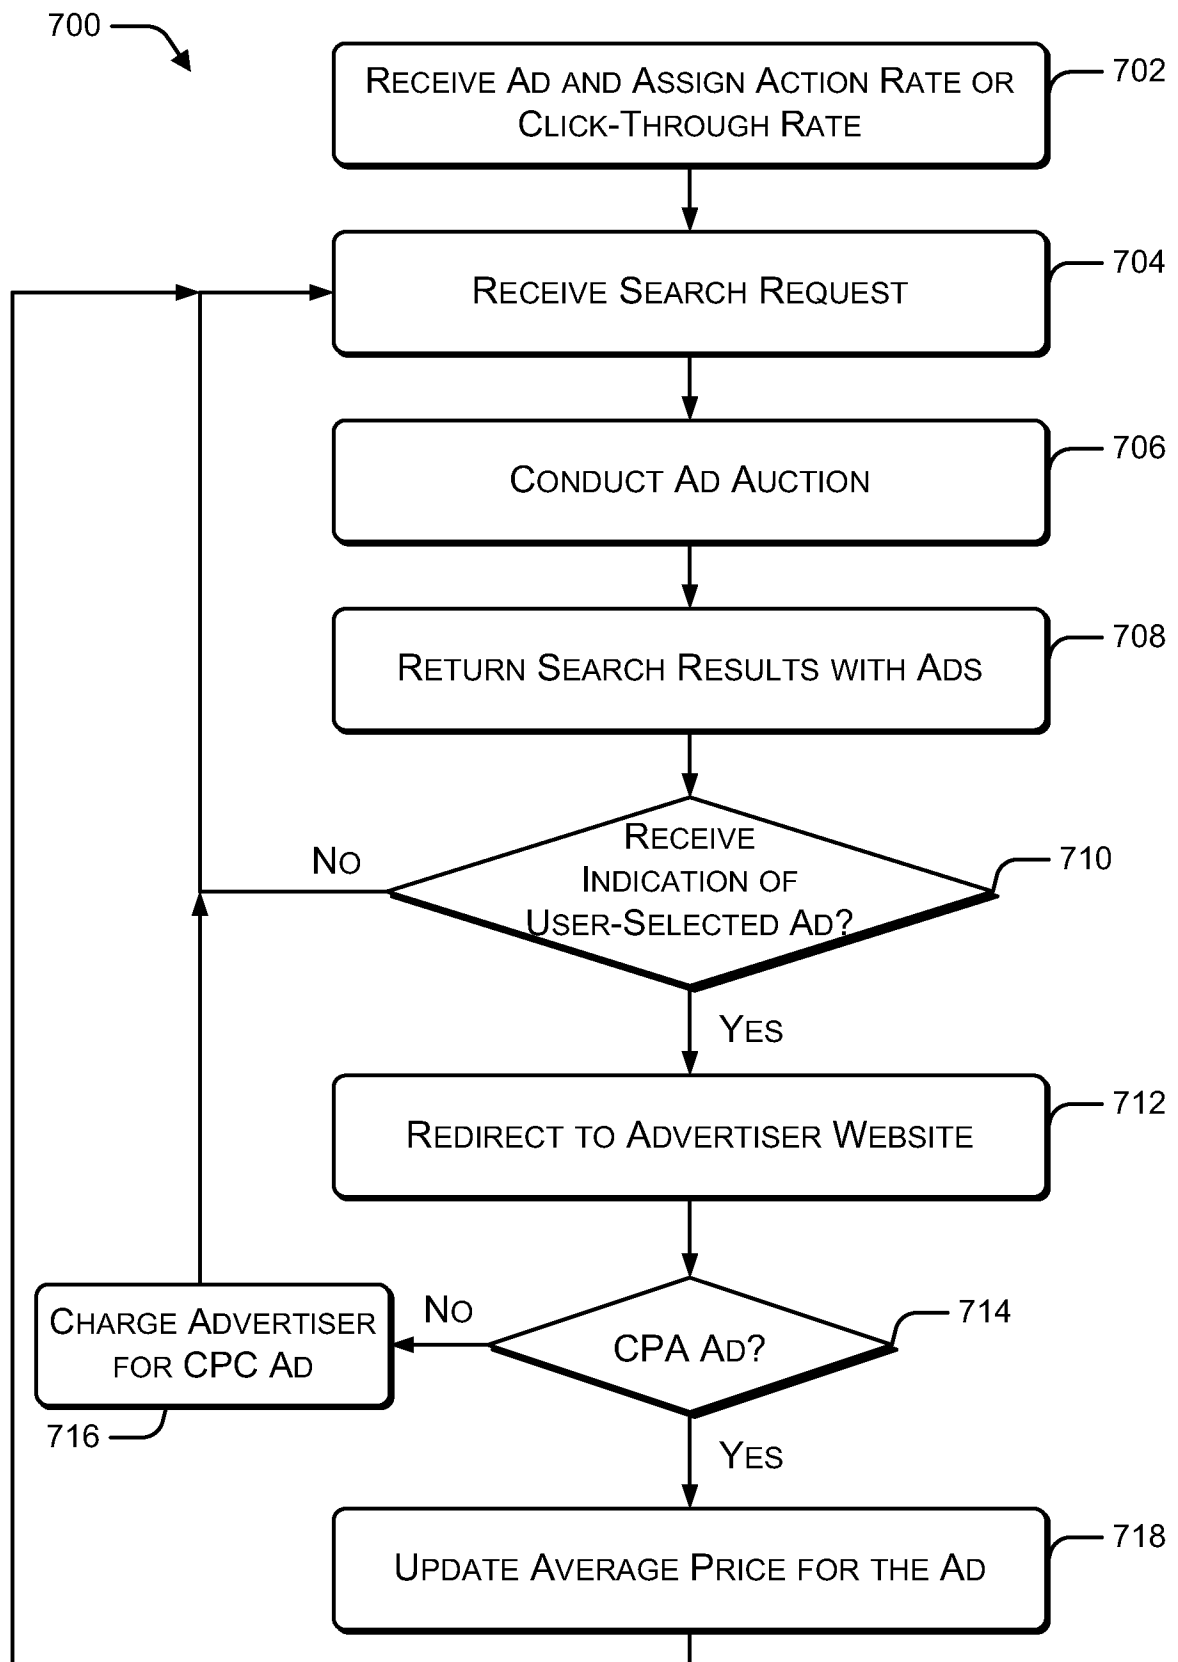 700
RECEIVE AD AND ASSIGN ACTION RATE OR
CLICK-THROUGH RATE
702
RECEIVE SEARCH REQUEST
704
CONDUCT AD AUCTION
706
RETURN SEARCH RESULTS WITH ADS
708
RECEIVE
INDICATION OF
USER-SELECTED AD?
710
NO
YES
REDIRECT TO ADVERTISER WEBSITE
712
CPA AD?
714
NO
CHARGE ADVERTISER
FOR CPC AD
716
YES
UPDATE AVERAGE PRICE FOR THE AD
718